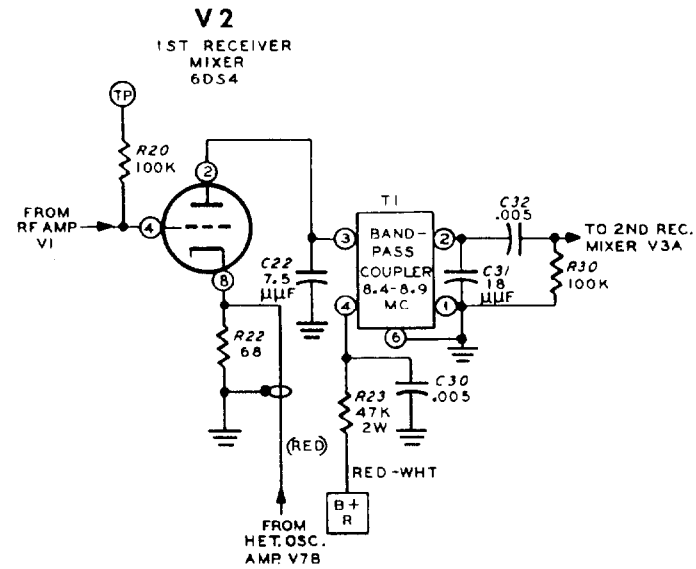 V2
1ST RECEIVER
MIXER
6DS4
TP
R20
100K
2
FROM
RF AMP
V1
4
8
R22
68
(RED)
FROM
HET. OSC.
AMP. V7B
C22
7.5
µµF
T1
BAND-
PASS
COUPLER
8.4-8.9
MC
3
4
2
1
6
C32
.005
TO 2ND REC.
MIXER V3A
C31
18
µµF
R30
100K
R23
47K
2W
C30
.005
RED-WHT
B+
R